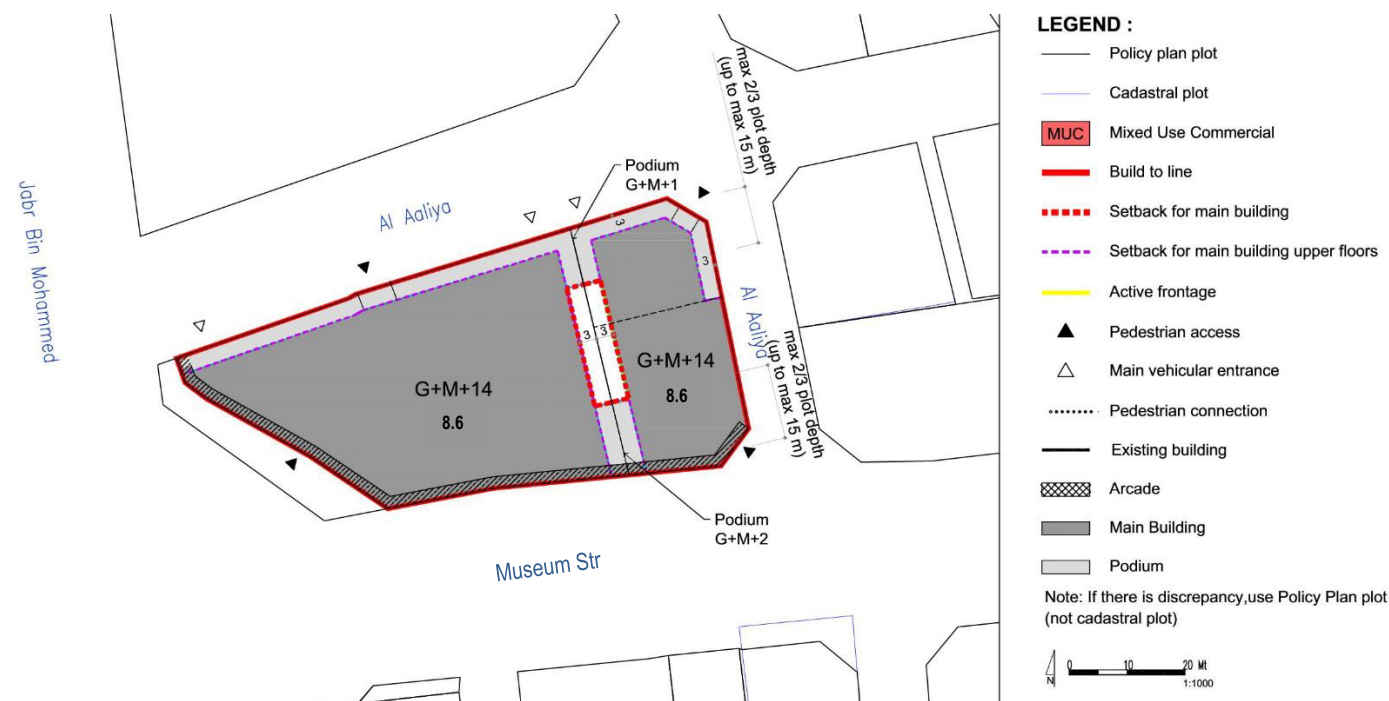 max 2/3 plot depth
(up to max 15 m)
Podium
G+M+1
Al Aaliya
Jabr Bin Mohammed
3
3
Al Aaliya
3
3
G+M+14
8.6
G+M+14
8.6
max 2/3 plot depth
(up to max 15 m)
Podium
G+M+2
Museum Str
LEGEND :
Policy plan plot
Cadastral plot
MUC Mixed Use Commercial
Build to line
Setback for main building
Setback for main building upper floors
Active frontage
Pedestrian access
Main vehicular entrance
Pedestrian connection
Existing building
Arcade
Main Building
Podium
Note: If there is discrepancy,use Policy Plan plot
(not cadastral plot)
N
0 10 20 Mt
1:1000